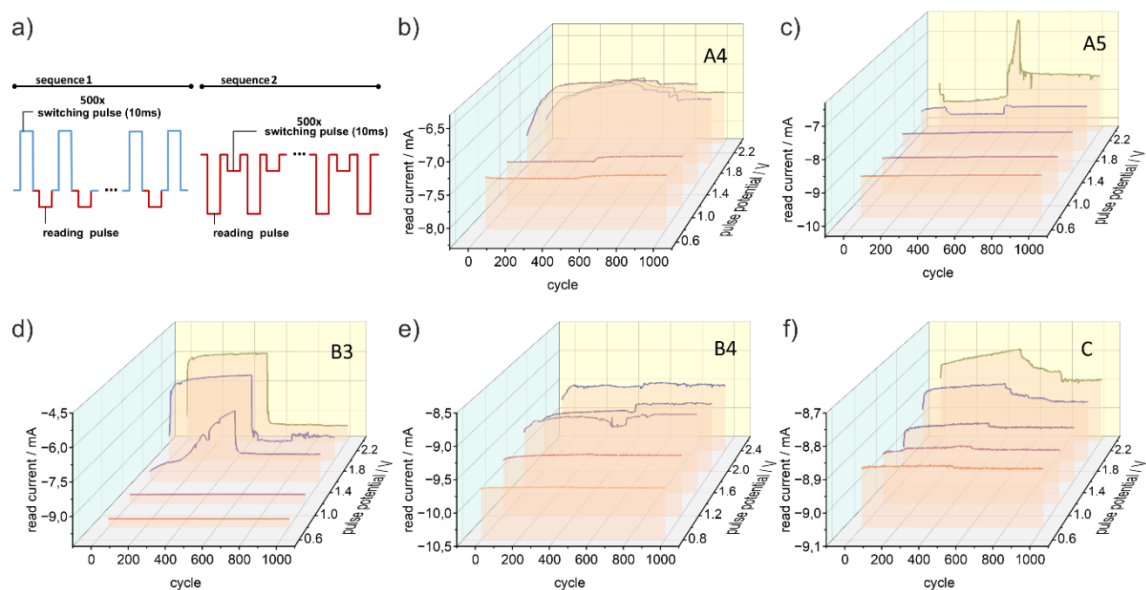 a)
sequence1
sequence 2
500x
switching pulse (10ms)
500x
switching pulse (10ms)
reading pulse
reading pulse
b)
A4
−6,5
−7,0
−7,5
−8,0
read current / mA
0 200 400 600 800 1000
cycle
0.6 1.0 1.4 1.8 2.2
pulse potential / V
c)
A5
−7
−8
−9
−10
read current / mA
0 200 400 600 800 1000
cycle
0.6 1.0 1.4 1.8 2.2
pulse potential / V
d)
B3
−4,5
−6,0
−7,5
−9,0
read current / mA
0 200 400 600 800 1000
cycle
0.6 1.0 1.4 1.8 2.2
pulse potential / V
e)
B4
−8,5
−9,0
−9,5
−10,0
−10,5
read current / mA
0 200 400 600 800 1000
cycle
0.8 1.2 1.6 2.0 2.4
pulse potential / V
f)
C
−8,7
−8,8
−8,9
−9,0
−9,1
read current / mA
0 200 400 600 800 1000
cycle
0.6 1.0 1.4 1.8 2.2
pulse potential / V